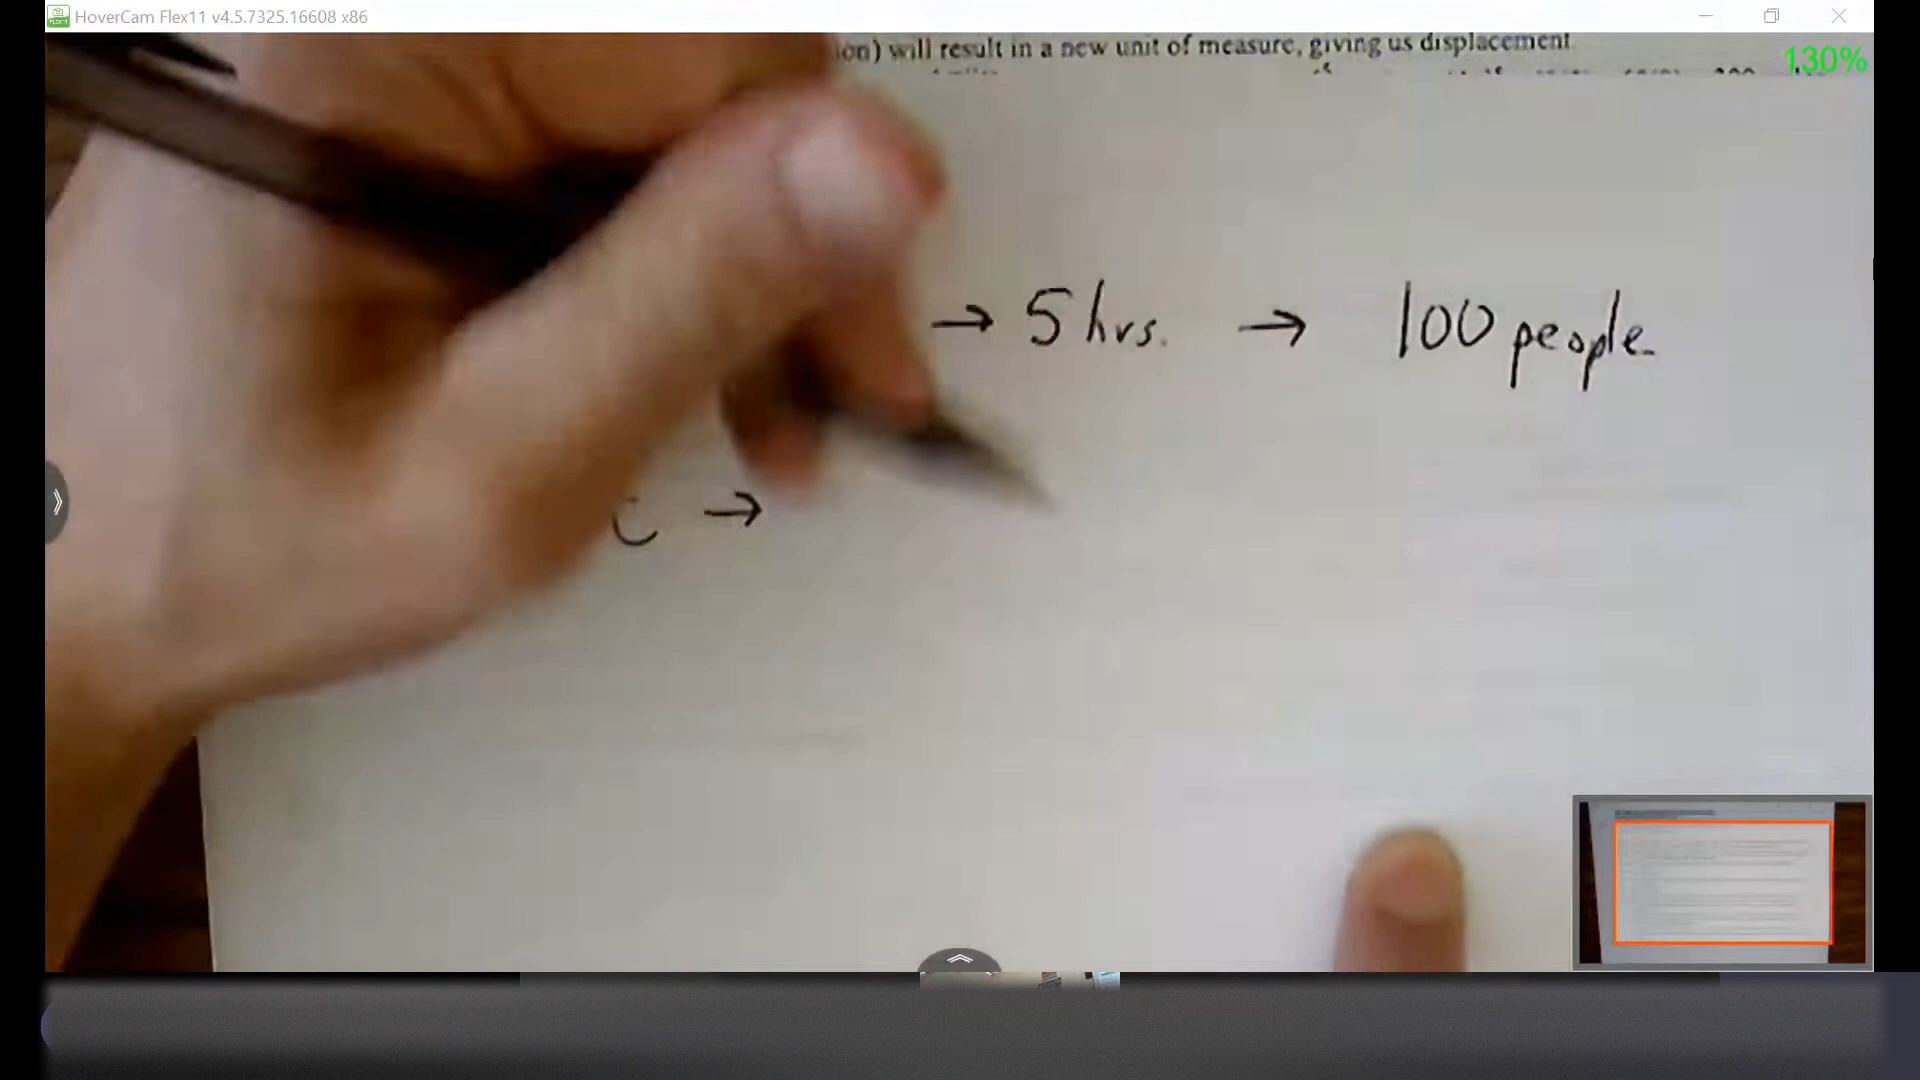 HoverCam Flex11 v4.5.7325.16608 x86
ion) will result in a new unit of measure, giving us displacement
130%
→ 5 hrs. → 100 people.
C →